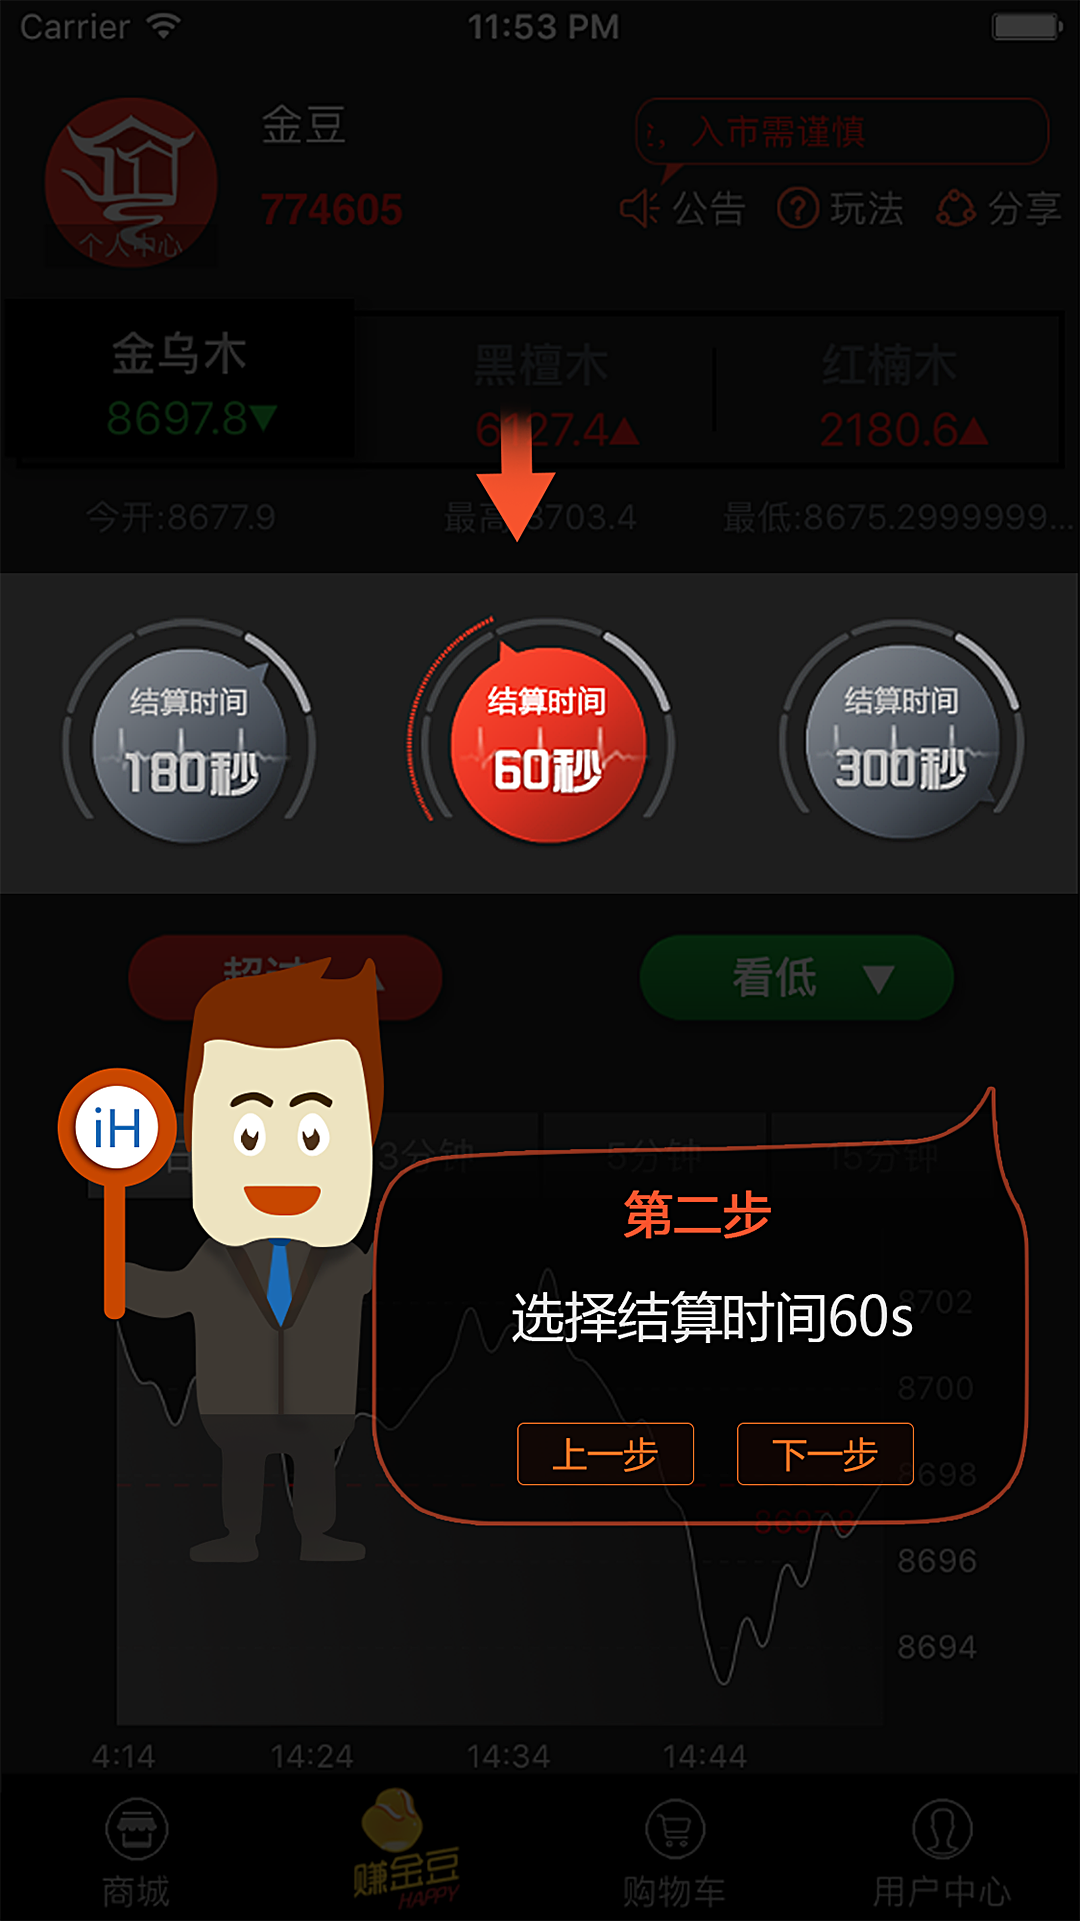 Carrier
11:53 PM
金豆
774605
个人中心
，入市需谨慎
公告
玩法
分享
金乌木
8697.8▼
黑檀木
6127.4▲
红楠木
2180.6▲
今开:8677.9
最高:8703.4
最低:8675.2999999...
结算时间
180秒
结算时间
60秒
结算时间
300秒
看低 ▼
iH
3分钟
5分钟
15分钟
第二步
选择结算时间60s
上一步
下一步
8702
8700
8698
8696
8694
4:14
14:24
14:34
14:44
商城
赚金豆
HAPPY
购物车
用户中心